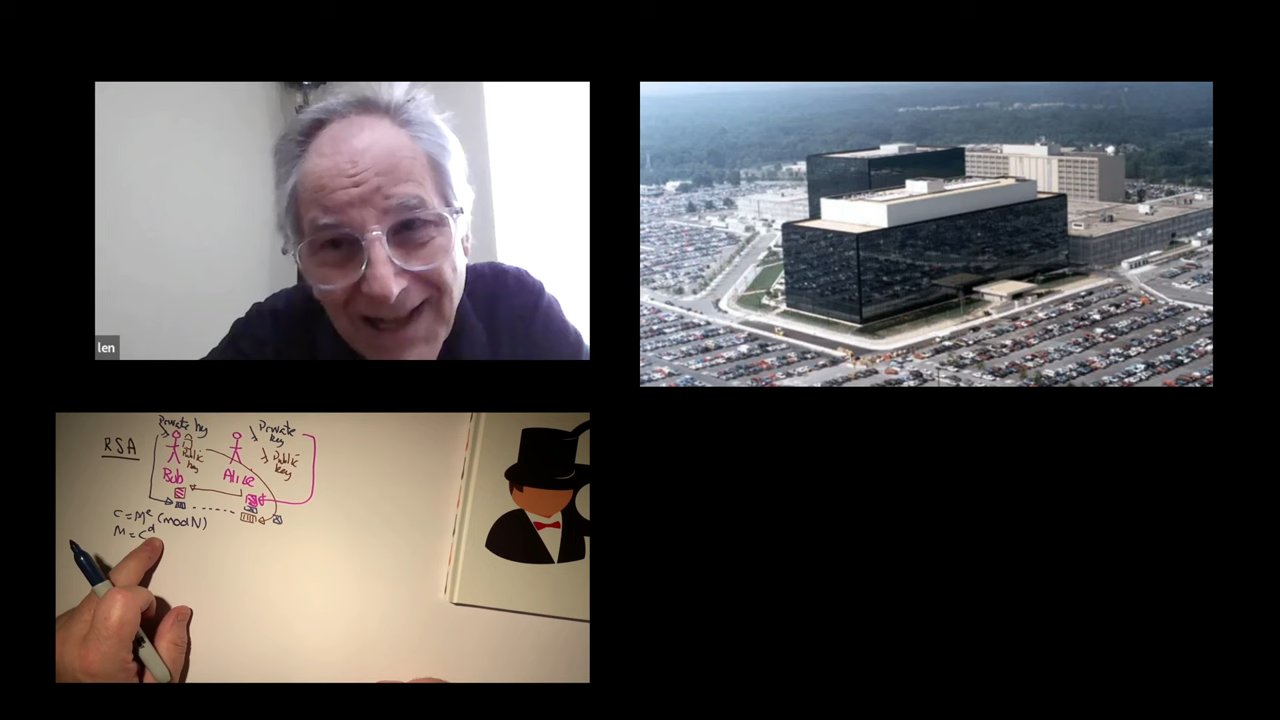 len
RSA
Private key
Public key
Private key
Public key
Bob
Alice
C = M^e (mod N)
M = C^d